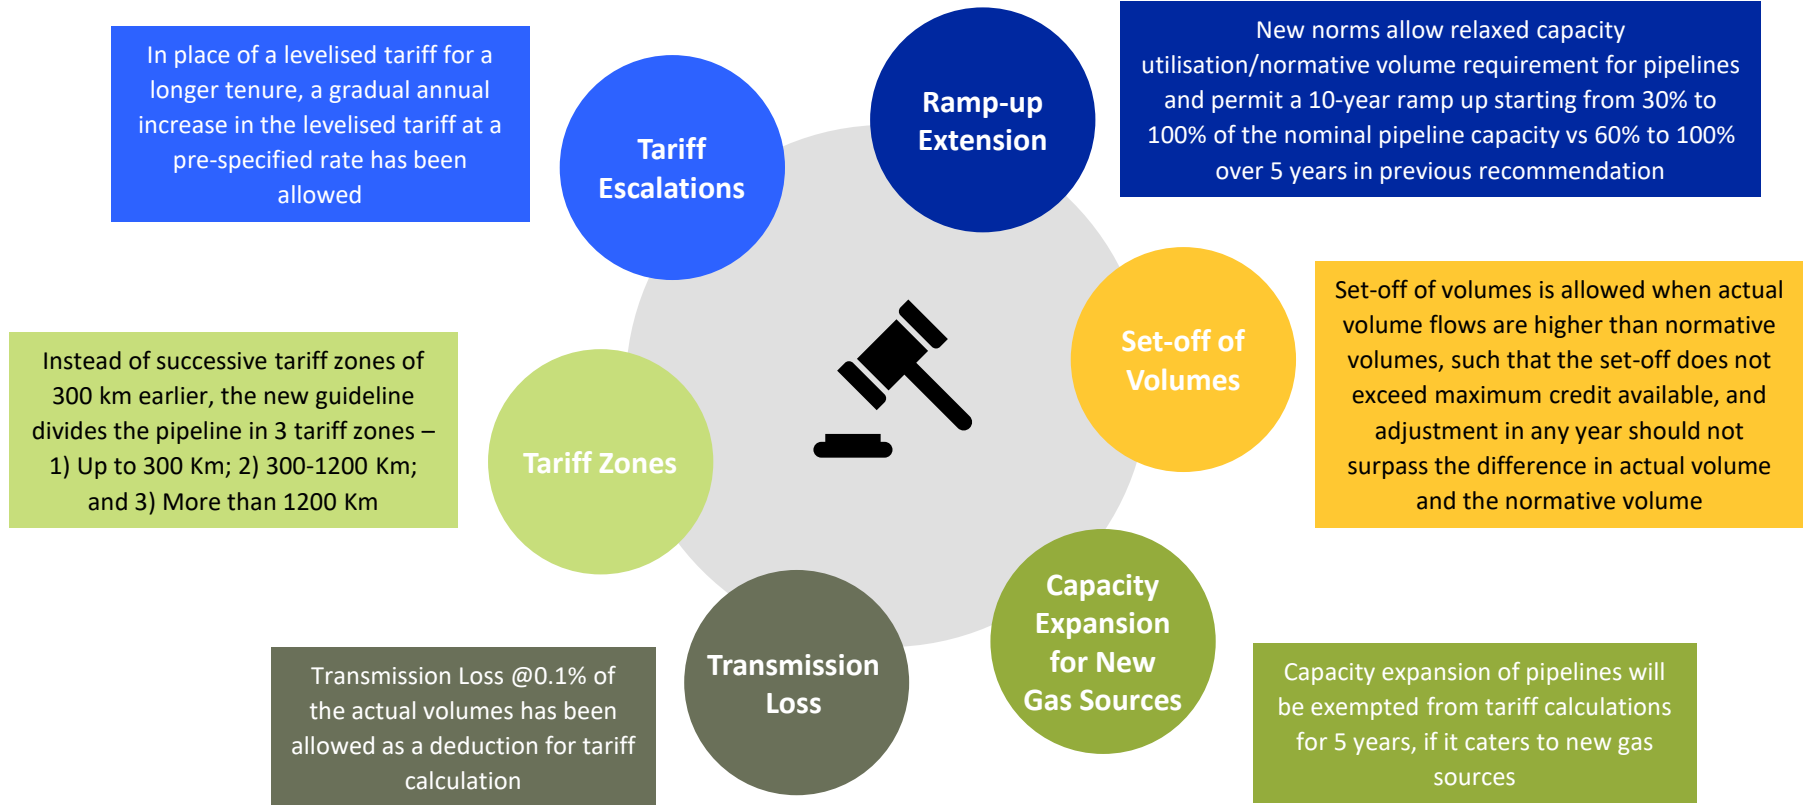 In place of a levelised tariff for a
longer tenure, a gradual annual
increase in the levelised tariff at a
pre-specified rate has been
allowed
Tariff
Escalations
Ramp-up
Extension
New norms allow relaxed capacity
utilisation/normative volume requirement for pipelines
and permit a 10-year ramp up starting from 30% to
100% of the nominal pipeline capacity vs 60% to 100%
over 5 years in previous recommendation
Instead of successive tariff zones of
300 km earlier, the new guideline
divides the pipeline in 3 tariff zones –
1) Up to 300 Km; 2) 300-1200 Km;
and 3) More than 1200 Km
Tariff Zones
Set-off of
Volumes
Set-off of volumes is allowed when actual
volume flows are higher than normative
volumes, such that the set-off does not
exceed maximum credit available, and
adjustment in any year should not
surpass the difference in actual volume
and the normative volume
Transmission Loss @0.1% of
the actual volumes has been
allowed as a deduction for tariff
calculation
Transmission
Loss
Capacity
Expansion
for New
Gas Sources
Capacity expansion of pipelines will
be exempted from tariff calculations
for 5 years, if it caters to new gas
sources